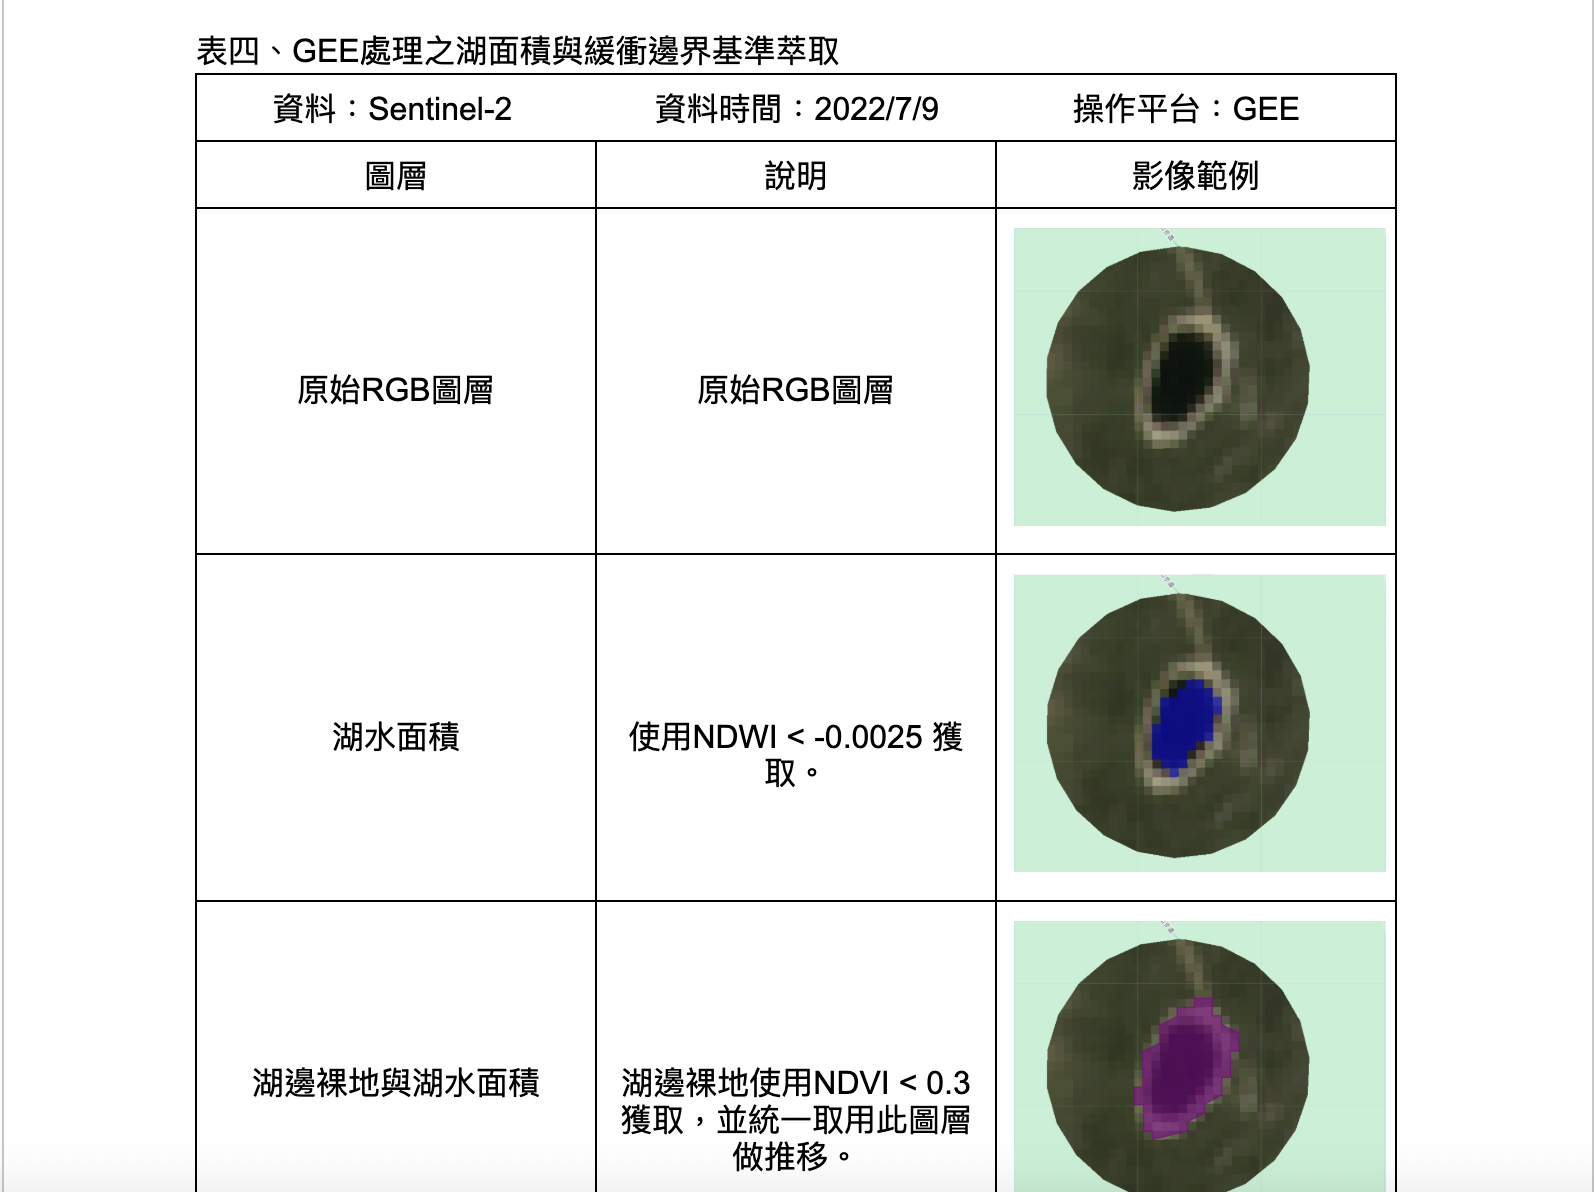 表四、GEE處理之湖面積與緩衝邊界基準萃取
資料：Sentinel-2 資料時間：2022/7/9 操作平台：GEE
圖層 說明 影像範例
原始RGB圖層 原始RGB圖層
湖水面積 使用NDWI < -0.0025 獲
取。
湖邊裸地與湖水面積 湖邊裸地使用NDVI < 0.3
獲取，並統一取用此圖層
做推移。